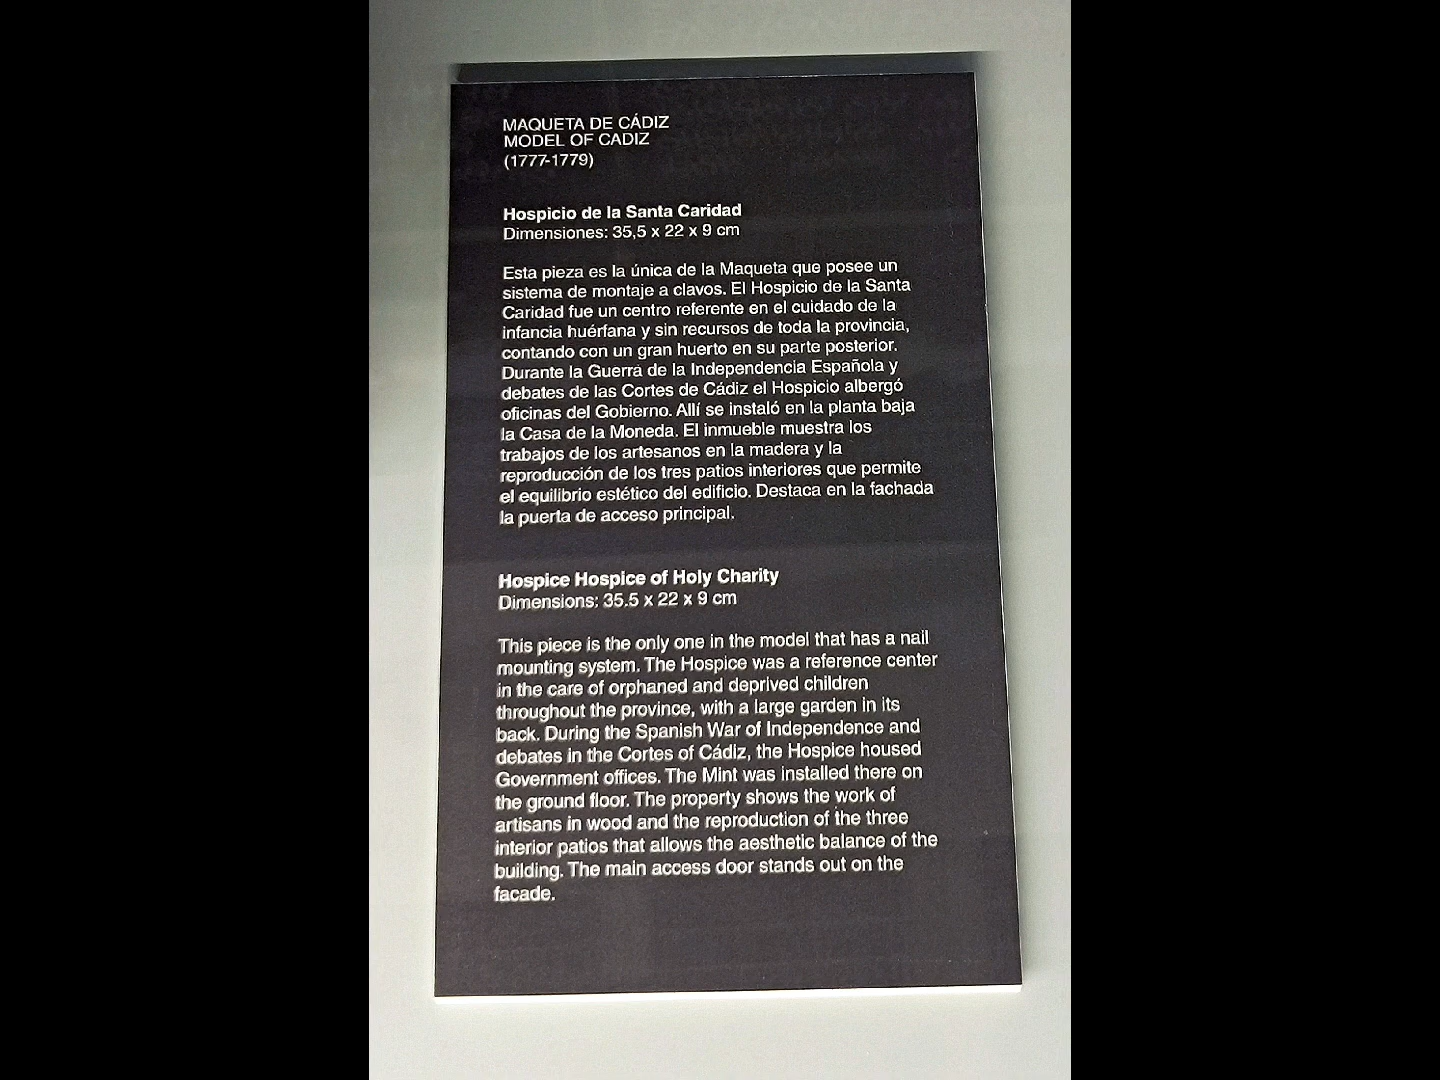 MAQUETA DE CÁDIZ
MODEL OF CADIZ
(1777-1779)
Hospicio de la Santa Caridad
Dimensiones: 35,5 x 22 x 9 cm
Esta pieza es la única de la Maqueta que posee un
sistema de montaje a clavos. El Hospicio de la Santa
Caridad fue un centro referente en el cuidado de la
infancia huérfana y sin recursos de toda la provincia,
contando con un gran huerto en su parte posterior.
Durante la Guerra de la Independencia Española y
debates de las Cortes de Cádiz el Hospicio albergó
oficinas del Gobierno. Allí se instaló en la planta baja
la Casa de la Moneda. El inmueble muestra los
trabajos de los artesanos en la madera y la
reproducción de los tres patios interiores que permite
el equilibrio estético del edificio. Destaca en la fachada
la puerta de acceso principal.
Hospice Hospice of Holy Charity
Dimensions: 35.5 x 22 x 9 cm
This piece is the only one in the model that has a nail
mounting system. The Hospice was a reference center
in the care of orphaned and deprived children
throughout the province, with a large garden in its
back. During the Spanish War of Independence and
debates in the Cortes of Cádiz, the Hospice housed
Government offices. The Mint was installed there on
the ground floor. The property shows the work of
artisans in wood and the reproduction of the three
interior patios that allows the aesthetic balance of the
building. The main access door stands out on the
facade.